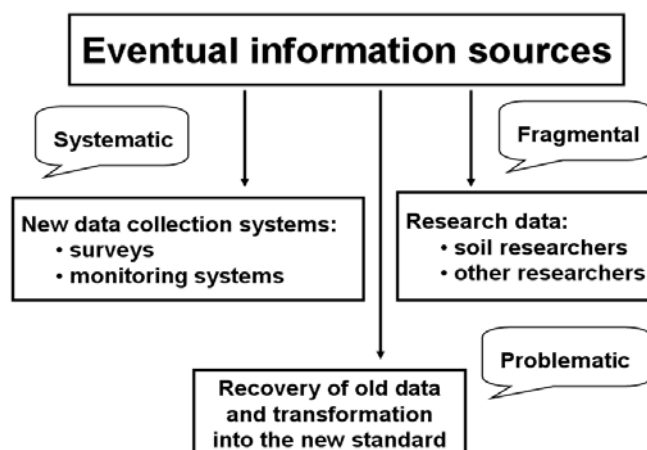 Eventual information sources
Systematic
Fragmental
New data collection systems:
• surveys
• monitoring systems
Research data:
• soil researchers
• other researchers
Problematic
Recovery of old data
and transformation
into the new standard